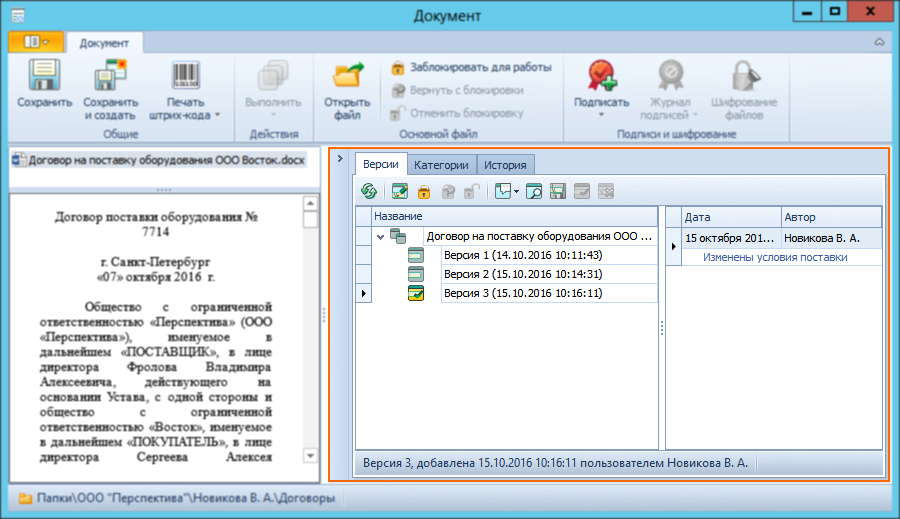 Документ
Документ
Сохранить
Сохранить и создать
Печать штрих-кода
Общие
Выполнить
Действия
Открыть файл
Заблокировать для работы
Вернуть с блокировки
Отменить блокировку
Основной файл
Подписать
Журнал подписей
Шифрование файлов
Подписи и шифрование
Договор на поставку оборудования ООО Восток.docx
Договор поставки оборудования №
7714
г. Санкт-Петербург
«07» октября 2016 г.
Общество с ограниченной
ответственностью «Перспектива» (ООО
«Перспектива»), именуемое в
дальнейшем «ПОСТАВЩИК», в лице
директора Фролова Владимира
Алексеевича, действующего на
основании Устава, с одной стороны и
общество с ограниченной
ответственностью «Восток», именуемое
в дальнейшем «ПОКУПАТЕЛЬ», в лице
директора Сергеева Алексея
Версии Категории История
Название
Договор на поставку оборудования ООО ...
Версия 1 (14.10.2016 10:11:43)
Версия 2 (15.10.2016 10:14:31)
Версия 3 (15.10.2016 10:16:11)
Дата Автор
15 октября 201... Новикова В. А.
Изменены условия поставки
Версия 3, добавлена 15.10.2016 10:16:11 пользователем Новикова В. А.
Папки\ООО "Перспектива"\Новикова В. А.\Договоры